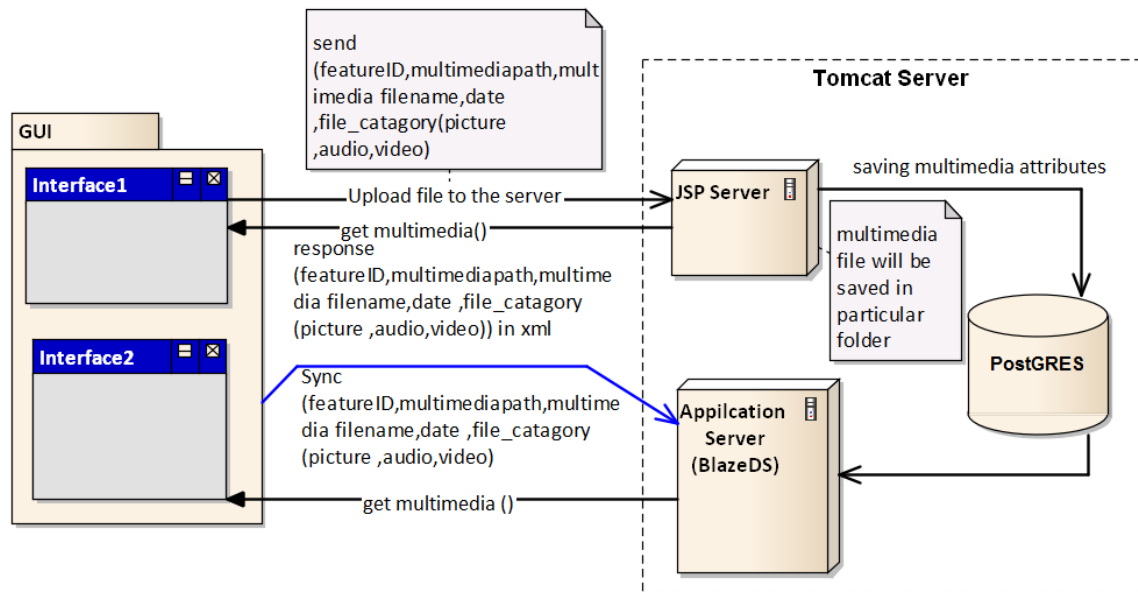 send
(featureID,multimediapath,mult
imedia filename,date
,file_catagory(picture
,audio,video)
Tomcat Server
GUI
Interface1
Upload file to the server
JSP Server
saving multimedia attributes
get multimedia()
response
(featureID,multimediapath,multime
dia filename,date ,file_catagory
(picture ,audio,video)) in xml
multimedia
file will be
saved in
particular
folder
PostGRES
Interface2
Sync
(featureID,multimediapath,multime
dia filename,date ,file_catagory
(picture ,audio,video)
Appilcation
Server
(BlazeDS)
get multimedia ()